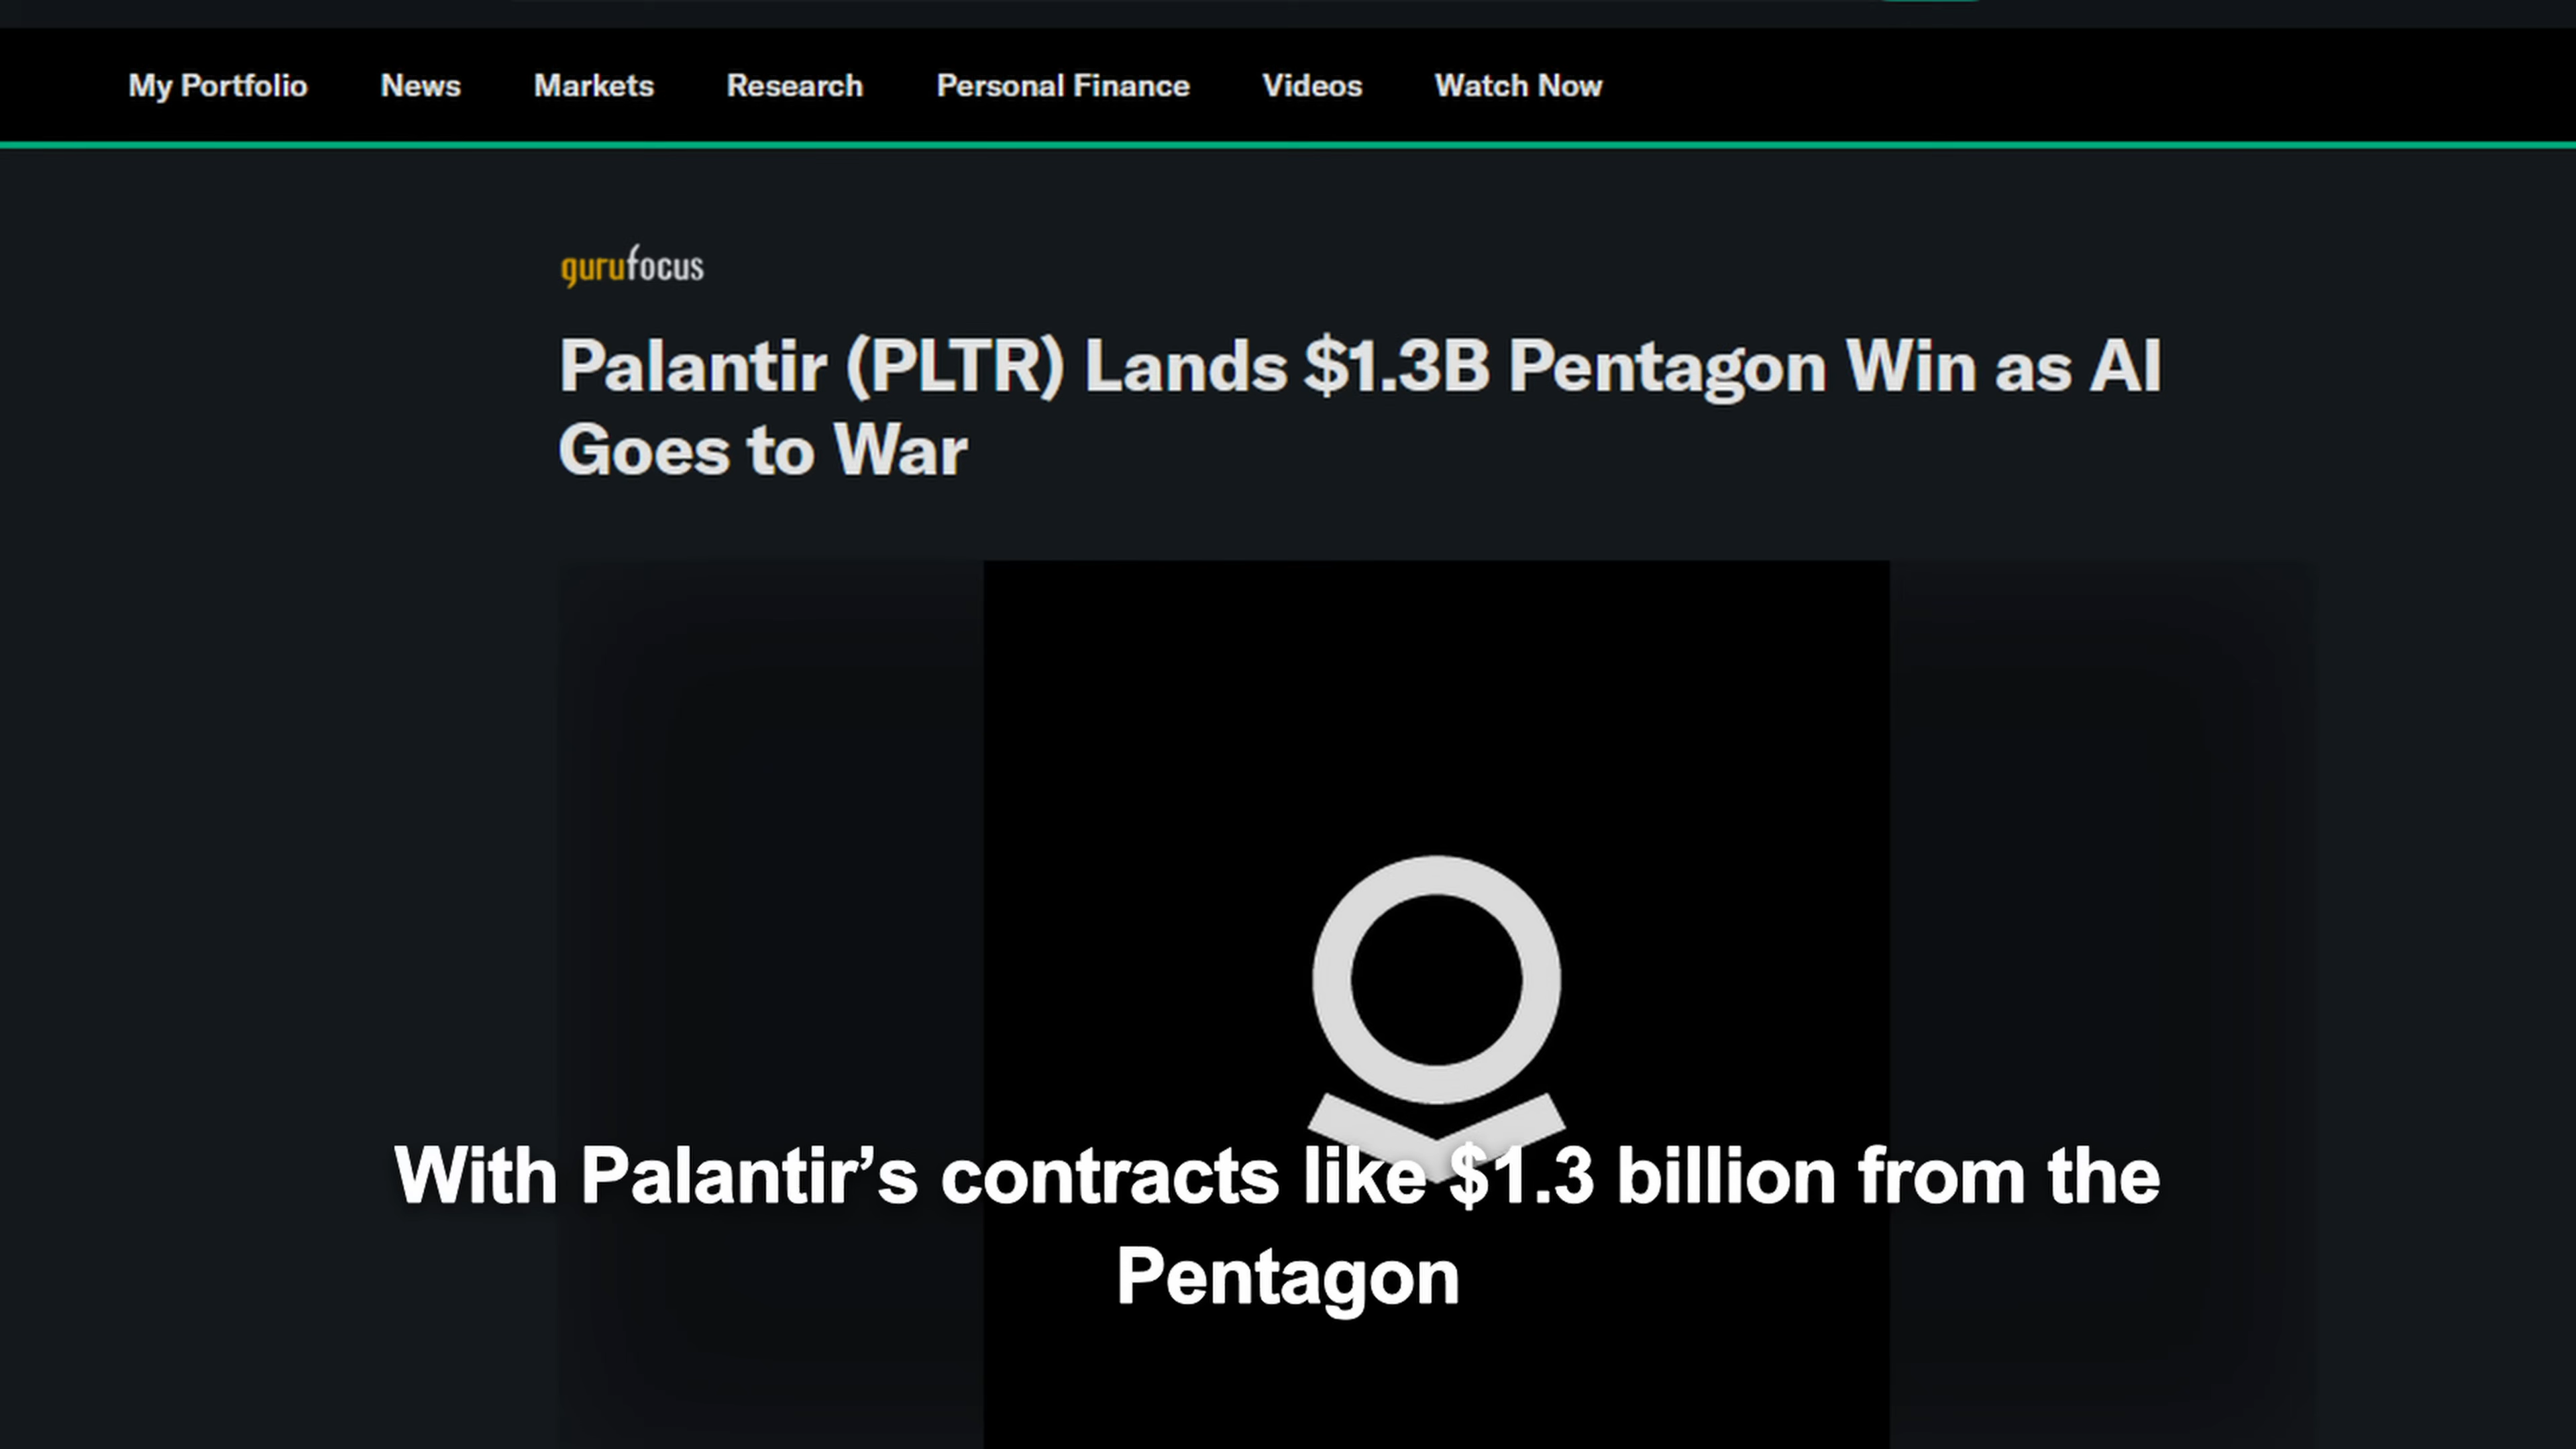 My Portfolio News Markets Research Personal Finance Videos Watch Now
gurufocus
Palantir (PLTR) Lands $1.3B Pentagon Win as AI
Goes to War
With Palantir’s contracts like $1.3 billion from the
Pentagon